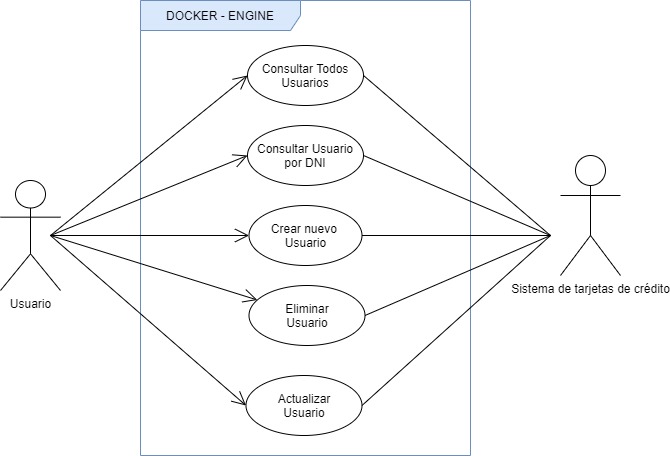 DOCKER - ENGINE
Consultar Todos
Usuarios
Consultar Usuario
por DNI
Crear nuevo
Usuario
Eliminar
Usuario
Actualizar
Usuario
Usuario
Sistema de tarjetas de crédito